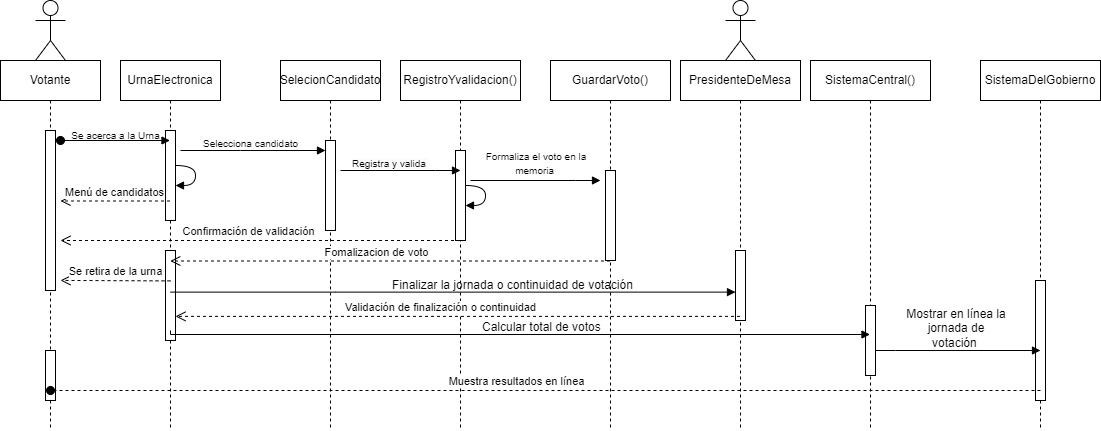 Votante
UrnaElectronica
SelecionCandidato
RegistroYvalidacion()
GuardarVoto()
PresidenteDeMesa
SistemaCentral()
SistemaDelGobierno
Se acerca a la Urna
Selecciona candidato
Registra y valida
Formaliza el voto en la
memoria
Menú de candidatos
Confirmación de validación
Fomalizacion de voto
Se retira de la urna
Finalizar la jornada o continuidad de votación
Validación de finalización o continuidad
Calcular total de votos
Mostrar en línea la
jornada de
votación
Muestra resultados en línea